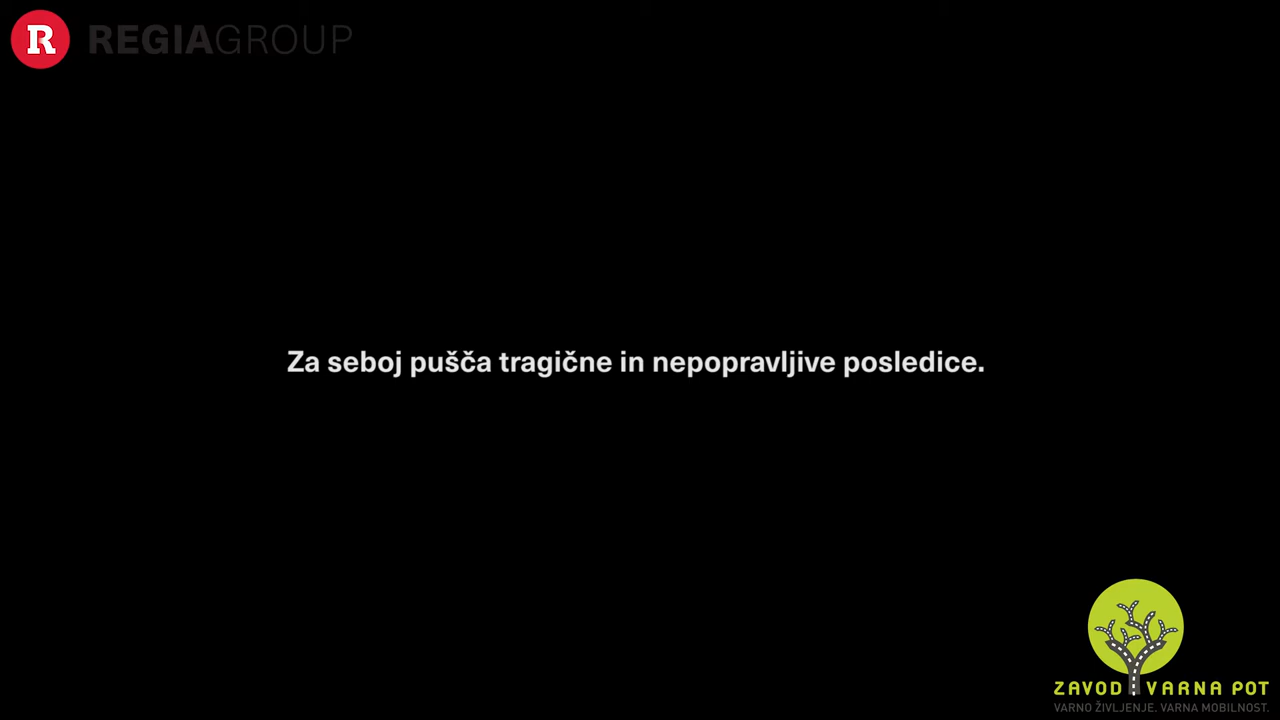 R REGIAGROUP
Za seboj pušča tragične in nepopravljive posledice.
ZAVOD VARNA POT
VARNO ŽIVLJENJE. VARNA MOBILNOST.